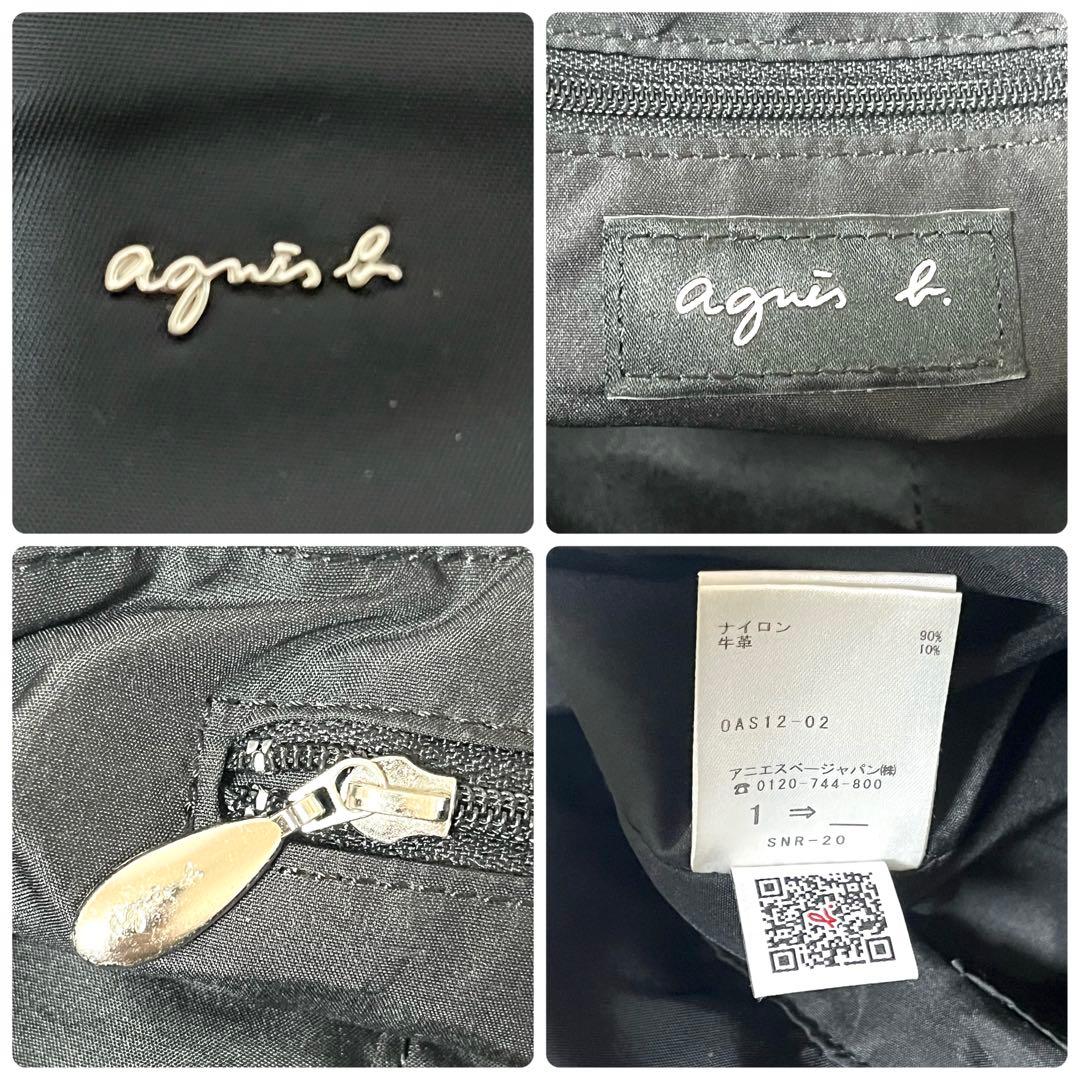 agnès b.
agnès b.
ナイロン 90%
牛革 10%
0AS12-02
アニエスベージャパン㈱
☎0120-744-800
1 ⇒ __
SNR-20
b.